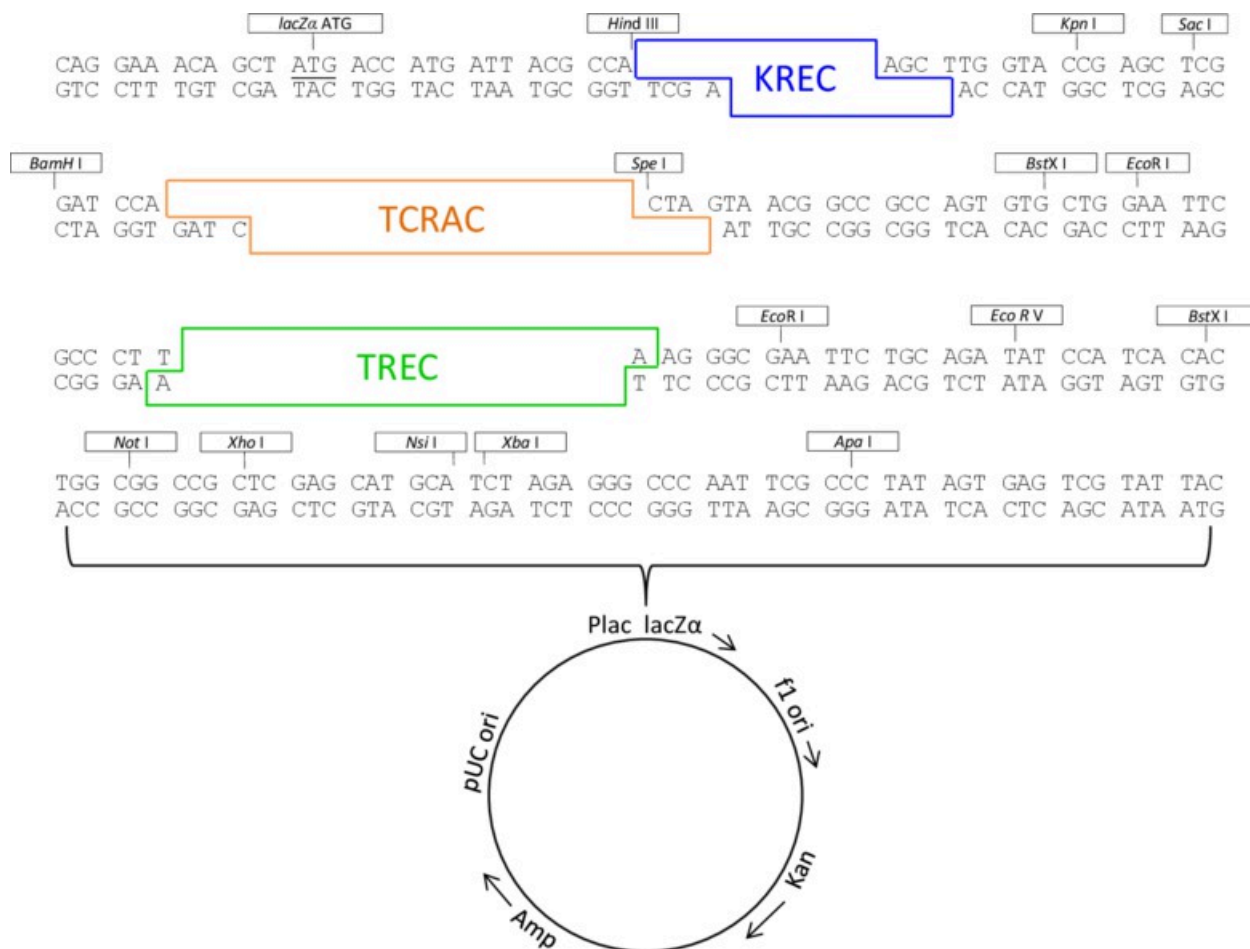 lacZα ATG Hind III Kpn I Sac I
CAG GAA ACA GCT ATG ACC ATG ATT ACG CCA AGCT TGG GTA CCG AGC TCG
GTC CTT TGT CGA TAC TGG TAC TAA TGC GGT TCG A KREC AC CAT GGC TCG AGC
BamH I Spe I BstX I EcoR I
GAT CCA CTA GTA ACG GCC GCC AGT GTG CTG GAA TTC
CTA GGT GATC TCRAC AT TGC CGG CGG TCA CAC GAC CTT AAG
EcoR I Eco R V BstX I
GCC CTT TREC A AG GGC GAA TTC TGC AGA TAT CCA TCA CAC
CGG GA A T TC CCG CTT AAG ACG TCT ATA GGT AGT GTG
Not I Xho I Nsi I Xba I Apa I
TGG CGG CCG CTC GAG CAT GCA TCT AGA GGG CCC AAT TCG CCC TAT AGT GAG TCG TAT TAC
ACC GCC GGC GAG CTC GTA CGT AGA TCT CCC GGG TTA AGC GGG ATA TCA CTC AGC ATA ATG
Plac lacZα
f1 ori
pUC ori
Kan
Amp